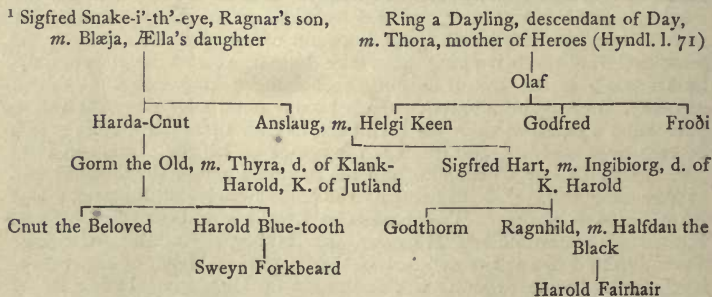 ¹ Sigfred Snake-i’-th’-eye, Ragnar’s son, Ring a Dayling, descendant of Day,
m. Blæja, Ælla’s daughter m. Thora, mother of Heroes (Hyndl. l. 71)
Olaf
Harda-Cnut Anslaug, m. Helgi Keen Godfred Froði
Gorm the Old, m. Thyra, d. of Klank- Sigfred Hart, m. Ingibiorg, d. of
Harold, K. of Jutland K. Harold
Cnut the Beloved Harold Blue-tooth Godthorm Ragnhild, m. Halfdan the
Black
Sweyn Forkbeard
Harold Fairhair